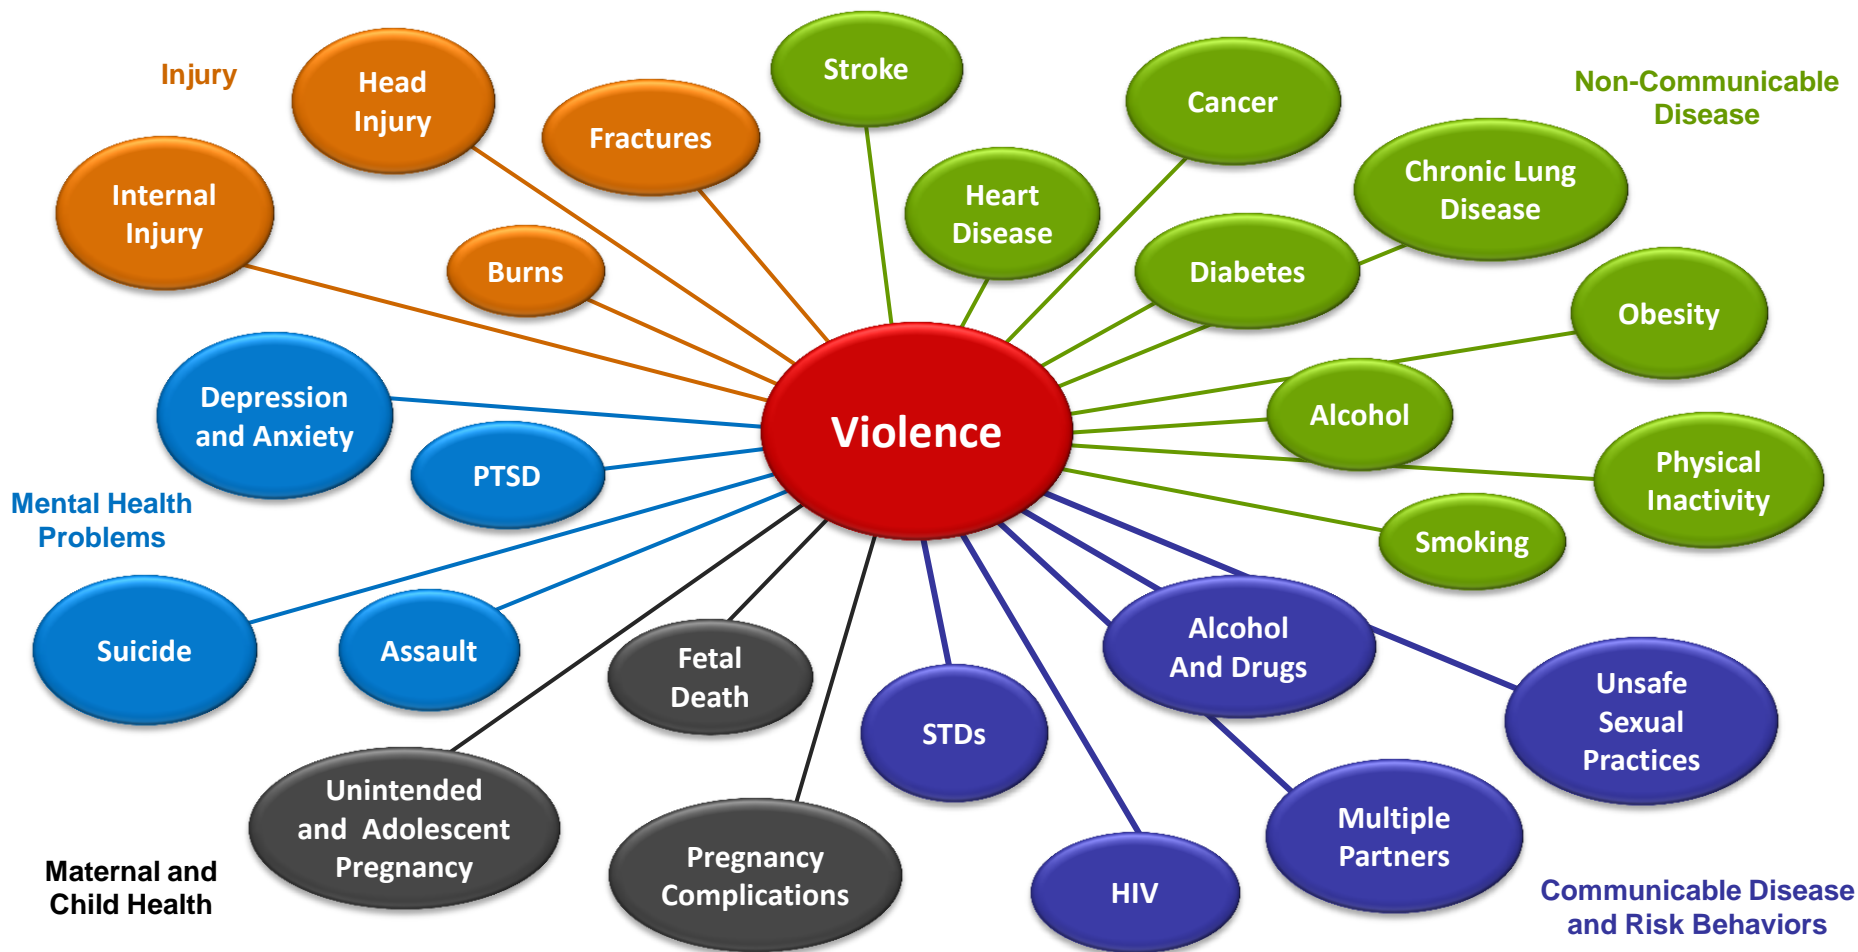 Injury
Head
Injury
Fractures
Internal
Injury
Burns
Stroke
Cancer
Non-Communicable
Disease
Heart
Disease
Chronic Lung
Disease
Diabetes
Obesity
Alcohol
Physical
Inactivity
Smoking
Violence
Depression
and Anxiety
PTSD
Mental Health
Problems
Suicide
Assault
Fetal
Death
Unintended
and Adolescent
Pregnancy
Pregnancy
Complications
Maternal and
Child Health
STDs
HIV
Alcohol
And Drugs
Multiple
Partners
Unsafe
Sexual
Practices
Communicable Disease
and Risk Behaviors